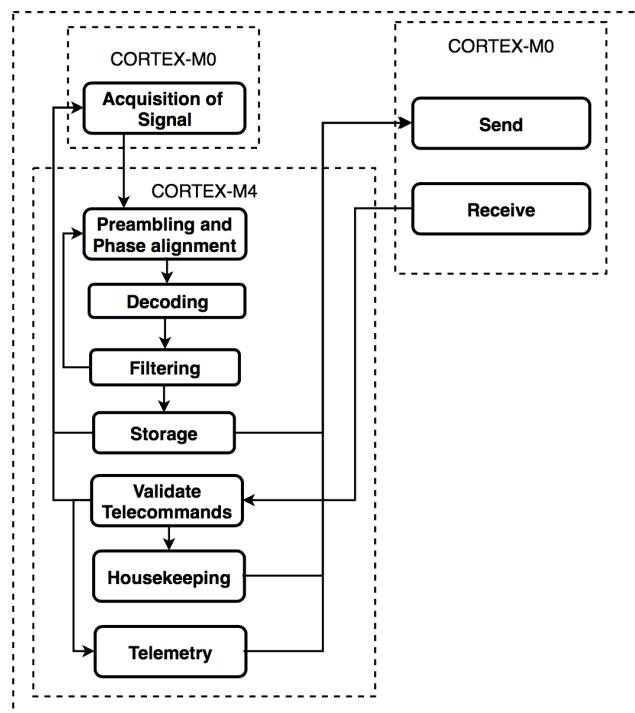 CORTEX-M0
Acquisition of
Signal
CORTEX-M4
Preambling and
Phase alignment
Decoding
Filtering
Storage
Validate
Telecommands
Housekeeping
Telemetry
CORTEX-M0
Send
Receive